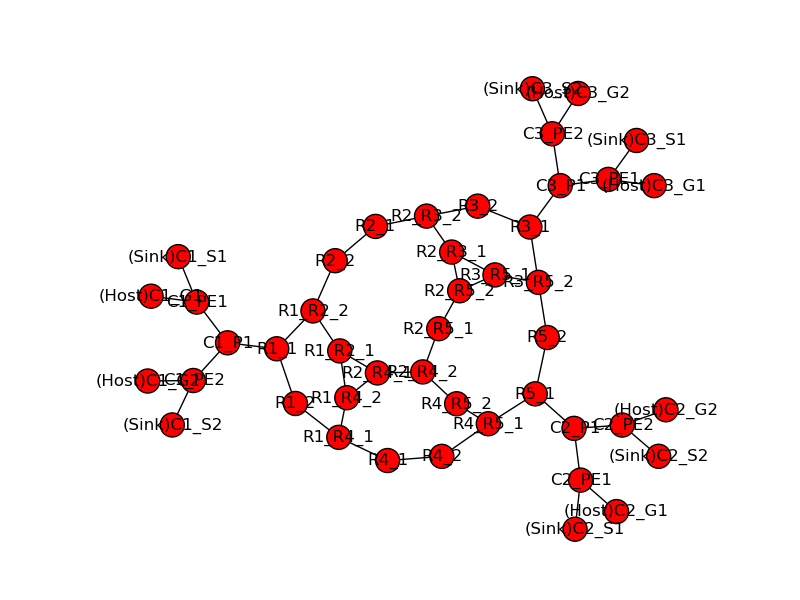 (Sink)C3_S2
(Host)C3_G2
C3_PE2
(Sink)C3_S1
C3_PE1
C3_P1
(Host)C3_G1
R3_2
R2_R3_2
R2_1
R3_1
R2_R3_1
(Sink)C1_S1
R2_2
R3_R5_1
R3_R5_2
R2_R5_2
(Host)C1_G1
C1_PE1
R1_R2_2
R2_R5_1
R5_2
C1_P1
R1_1
R1_R2_1
R2_R4_1
R2_R4_2
(Host)C1_G2
C1_PE2
R5_1
R1_R4_2
R1_2
R4_R5_2
(Host)C2_G2
(Sink)C1_S2
R4_R5_1
C2_PE2
C2_P1
R1_R4_1
R4_2
(Sink)C2_S2
R4_1
C2_PE1
(Host)C2_G1
(Sink)C2_S1